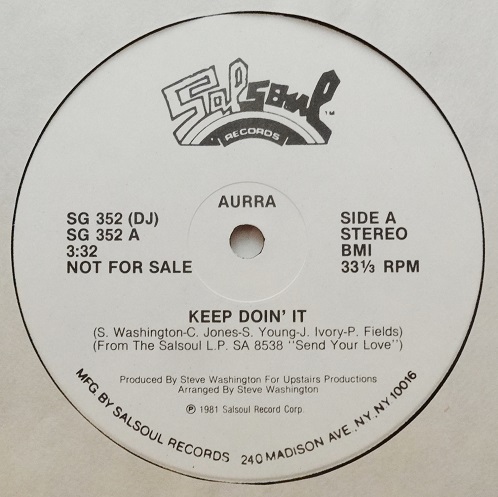 Salsoul
RECORDS
TM
AURRA
SG 352 (DJ)
SG 352 A
3:32
NOT FOR SALE
SIDE A
STEREO
BMI
33⅓ RPM
KEEP DOIN' IT
(S. Washington-C. Jones-S. Young-J. Ivory-P. Fields)
(From The Salsoul L.P. SA 8538 "Send Your Love")
Produced By Steve Washington For Upstairs Productions
Arranged By Steve Washington
℗ 1981 Salsoul Record Corp.
MFG. BY SALSOUL RECORDS 240 MADISON AVE. NY. NY 10016